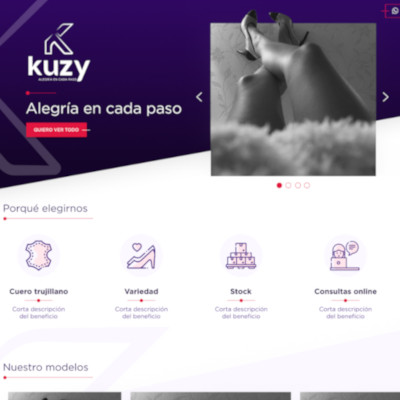 kuzy
ALEGRÍA EN CADA PASO
Alegría en cada paso
QUIERO VER TODO
Porqué elegirnos
Cuero trujillano
Corta descripción
del beneficio
Variedad
Corta descripción
del beneficio
Stock
Corta descripción
del beneficio
Consultas online
Corta descripción
del beneficio
Nuestro modelos